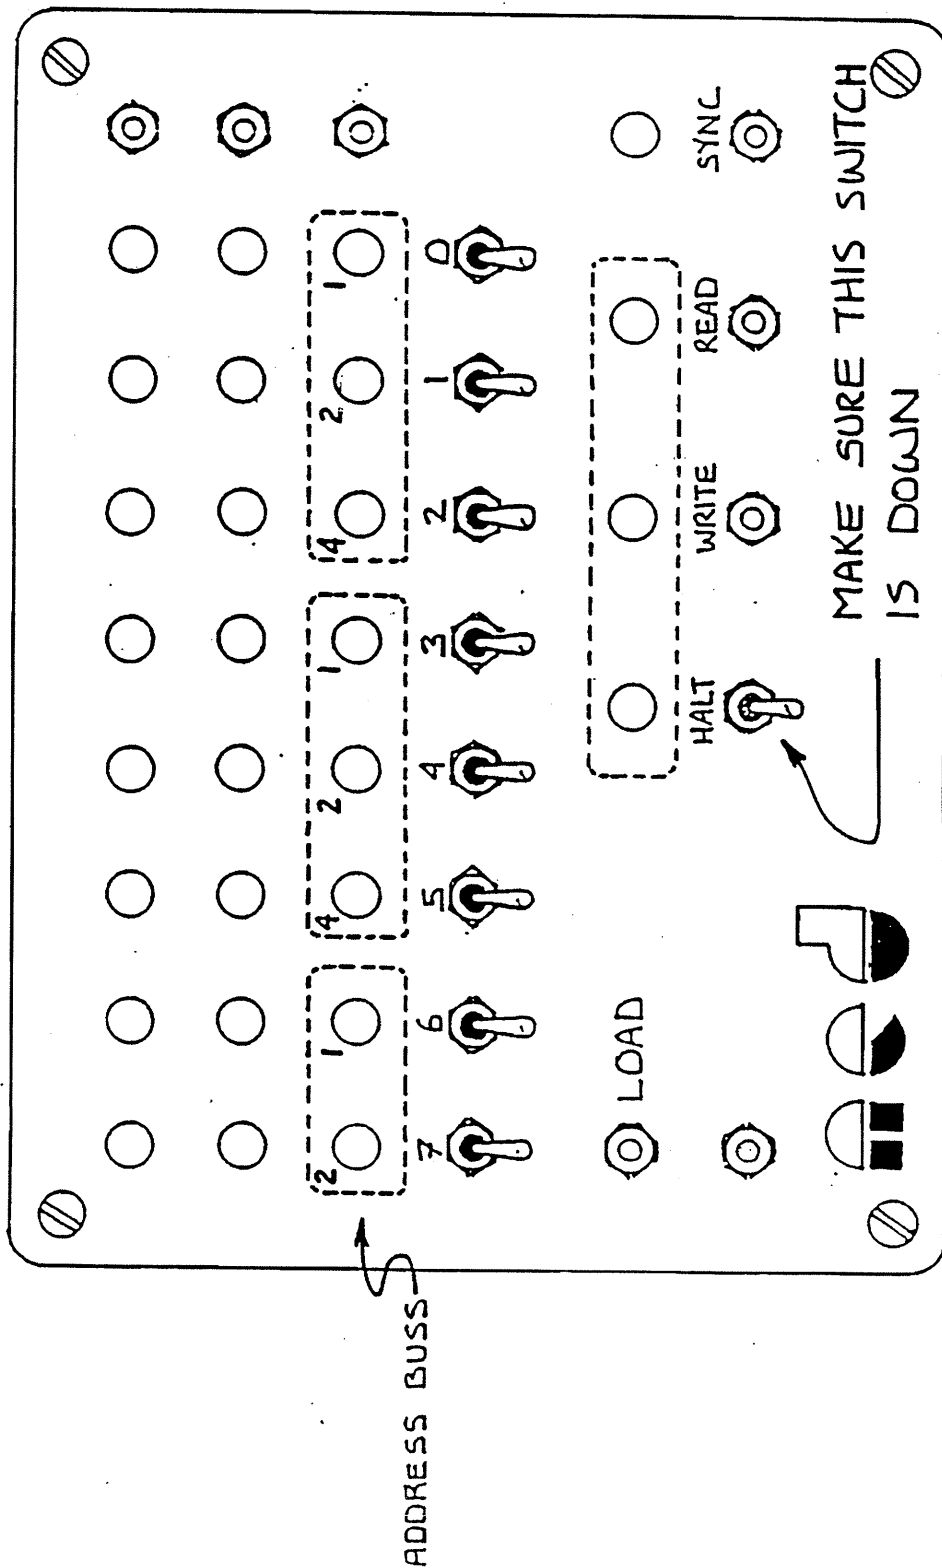 2 1 4 2 1 4 2 1
ADDRESS BUSS
7 6 5 4 3 2 1 0
LOAD
HALT WRITE READ SYNC
MAKE SURE THIS SWITCH
IS DOWN